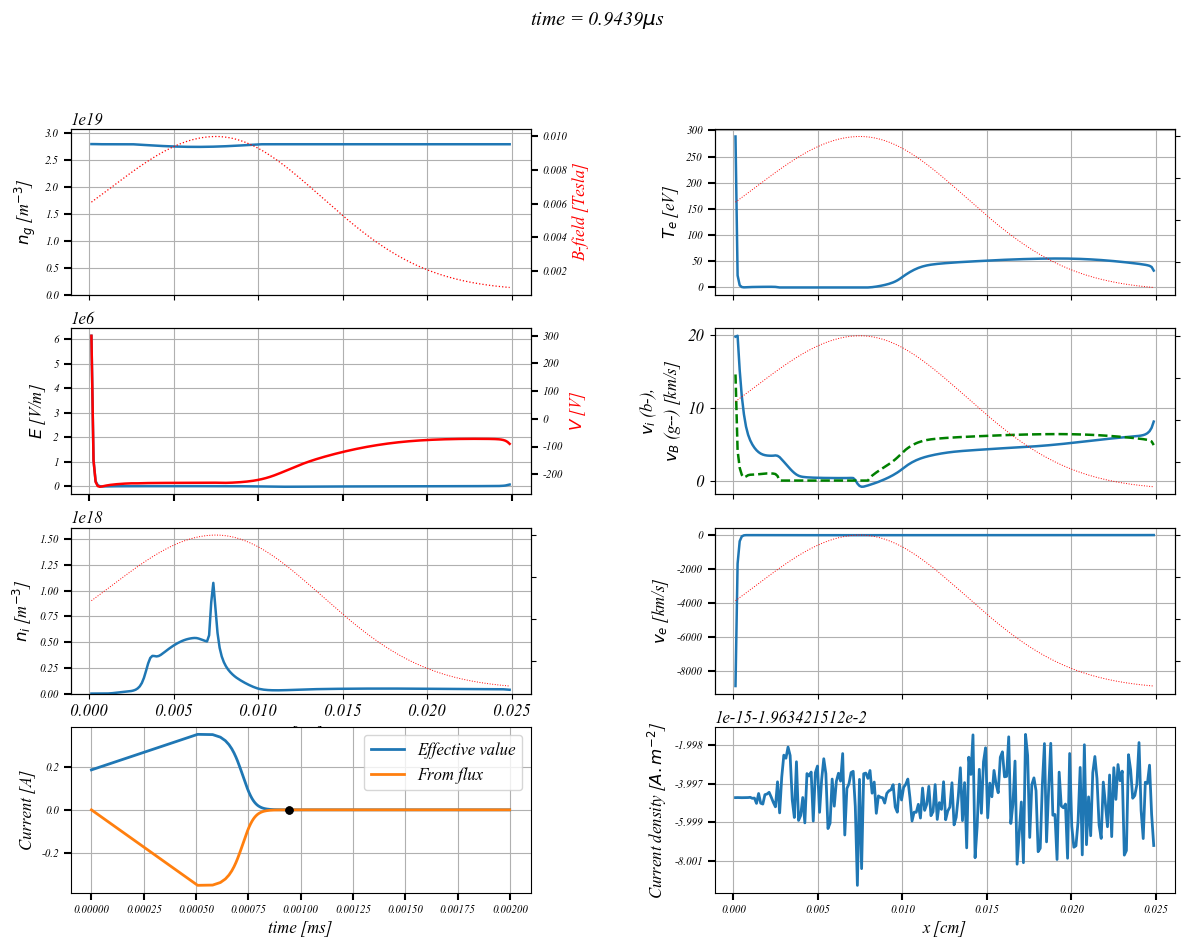 time = 0.9439μs
1e19
3.0
2.5
2.0
1.5
1.0
0.5
0.0
n_g [m^{-3}]
0.010
0.008
0.006
0.004
0.002
B-field [Tesla]
300
250
200
150
100
50
0
T_e [eV]
1e6
6
5
4
3
2
1
0
E [V/m]
300
200
100
0
-100
-200
V [V]
20
10
0
v_i (b-),
v_B (g--) [km/s]
1e18
1.50
1.25
1.00
0.75
0.50
0.25
0.00
n_i [m^{-3}]
0.000 0.005 0.010 0.015 0.020 0.025
0
-2000
-4000
-6000
-8000
v_e [km/s]
0.2
0.0
-0.2
Current [A]
Effective value
From flux
0.00000 0.00025 0.00050 0.00075 0.00100 0.00125 0.00150 0.00175 0.00200
time [ms]
1e-15-1.963421512e-2
-1.998
-3.997
-5.999
-8.001
Current density [A.m^{-2}]
0.000 0.005 0.010 0.015 0.020 0.025
x [cm]